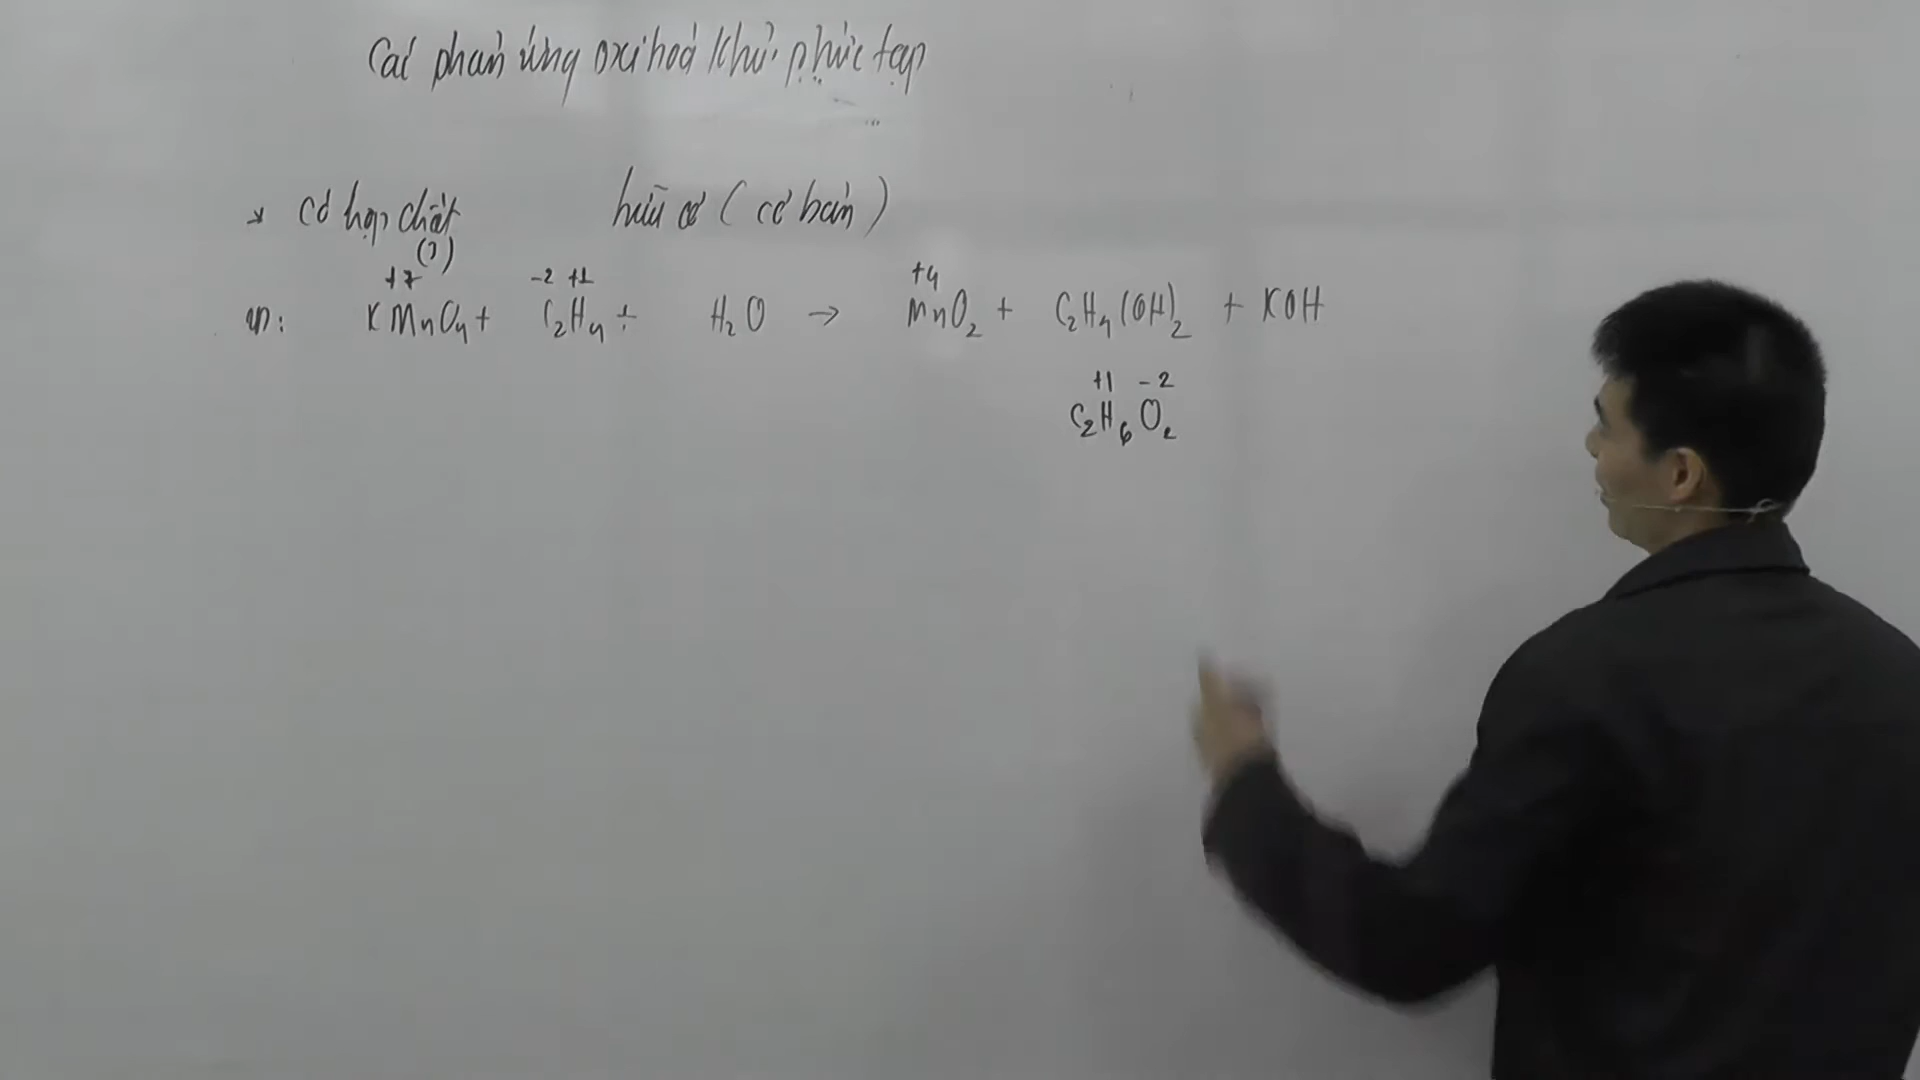 Các phản ứng oxi hoá khử phức tạp
* Có hợp chất hữu cơ (cơ bản)
(1)
+7 -2 +1 +4
VD: KMnO4 + C2H4 + H2O → MnO2 + C2H4(OH)2 + KOH
+1 -2
C2H6O2